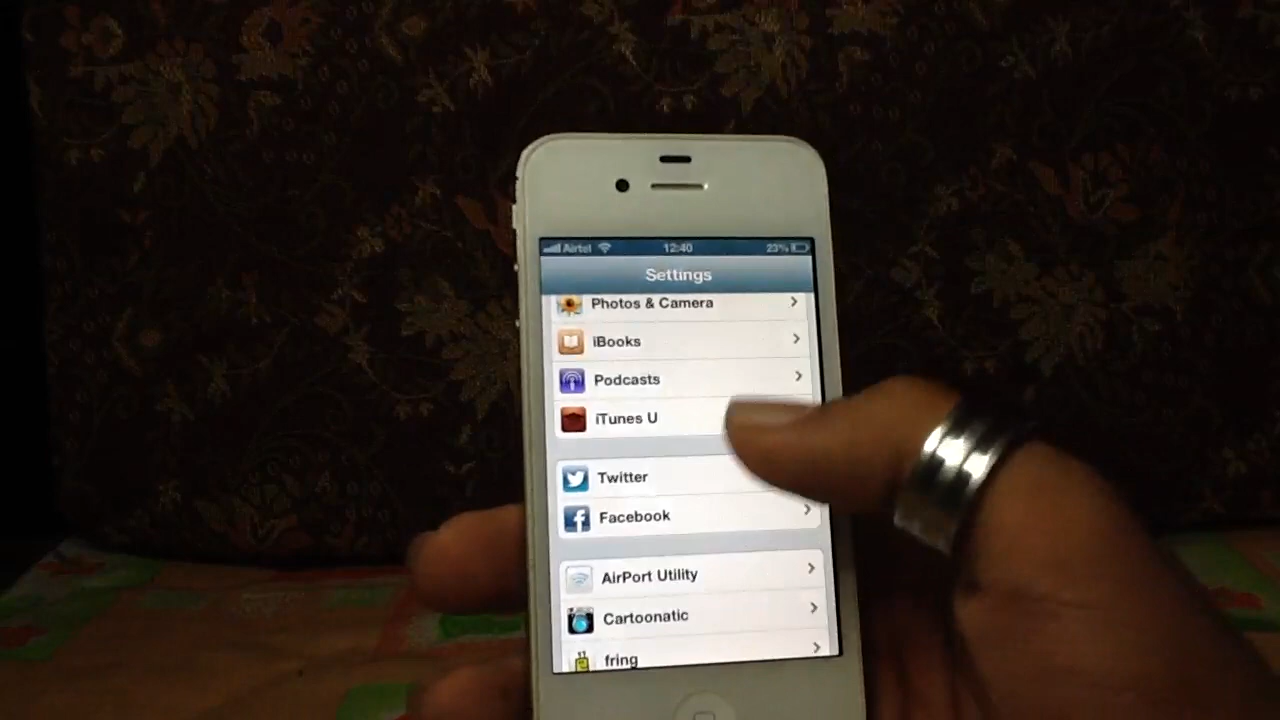 Airtel 12:40 23%
Settings
Photos & Camera
iBooks
Podcasts
iTunes U
Twitter
Facebook
AirPort Utility
Cartoonatic
fring